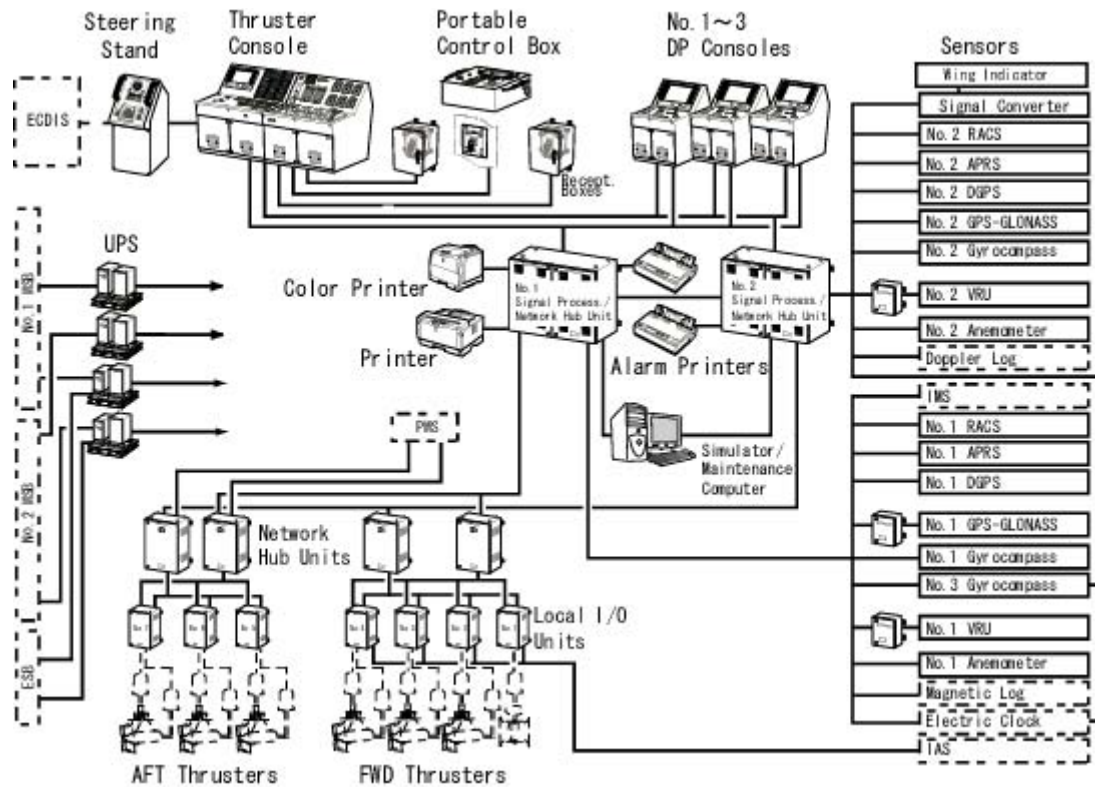 Steering
Stand
Thruster
Console
Portable
Control Box
No.1~3
DP Consoles
Sensors
ECDIS
Recept.
Boxes
Wing Indicator
Signal Converter
No. 2 RACS
No. 2 APRS
No. 2 DGPS
No. 2 GPS-GLONASS
No. 2 Gyrocompass
No. 2 VRU
No. 2 Anemometer
Doppler Log
IMS
No. 1 RACS
No. 1 APRS
No. 1 DGPS
No. 1 GPS-GLONASS
No. 1 Gyrocompass
No. 3 Gyrocompass
No. 1 VRU
No. 1 Anemometer
Magnetic Log
Electric Clock
IAS
UPS
No.1 MSB
No.2 MSB
ESB
Color Printer
Printer
No.1
Signal Process./
Network Hub Unit
No.2
Signal Process./
Network Hub Unit
Alarm Printers
Simulator/
Maintenance
Computer
PMS
Network
Hub Units
Local I/O
Units
AFT Thrusters
FWD Thrusters